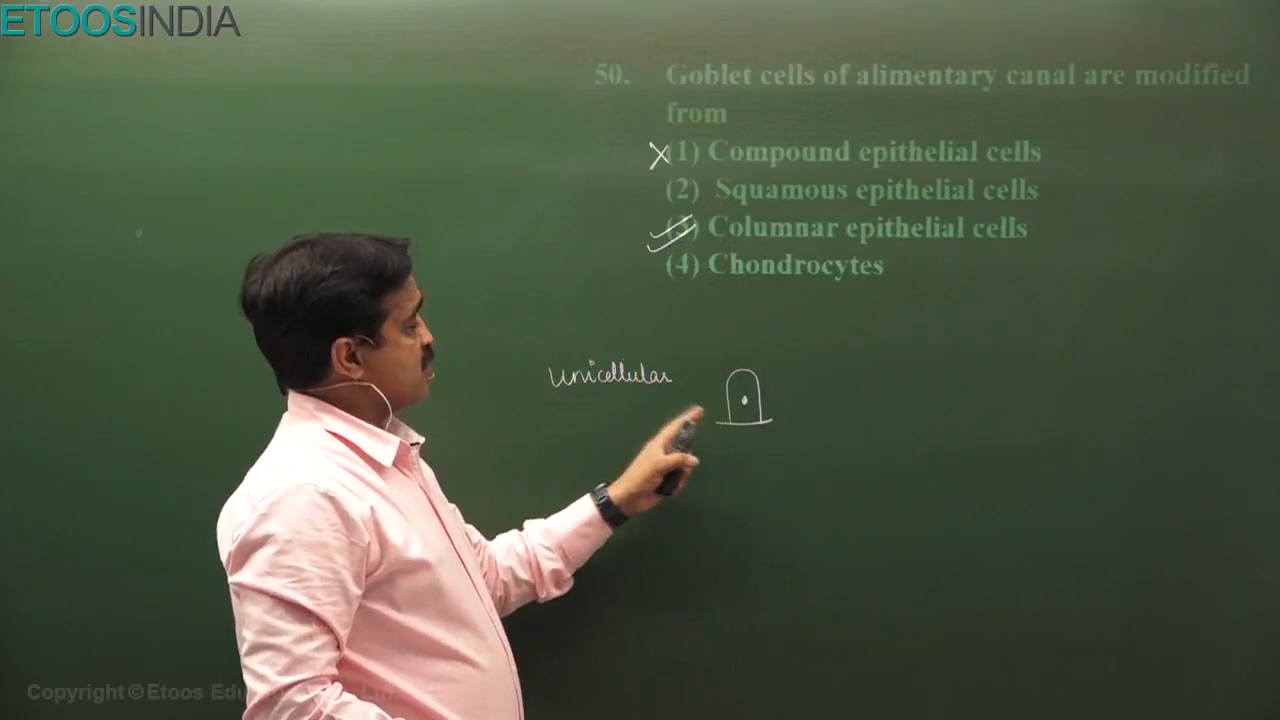 ETOOSINDIA
50. Goblet cells of alimentary canal are modified
from
(1) Compound epithelial cells
(2) Squamous epithelial cells
(3) Columnar epithelial cells
(4) Chondrocytes
Unicellular
Copyright © Etoos